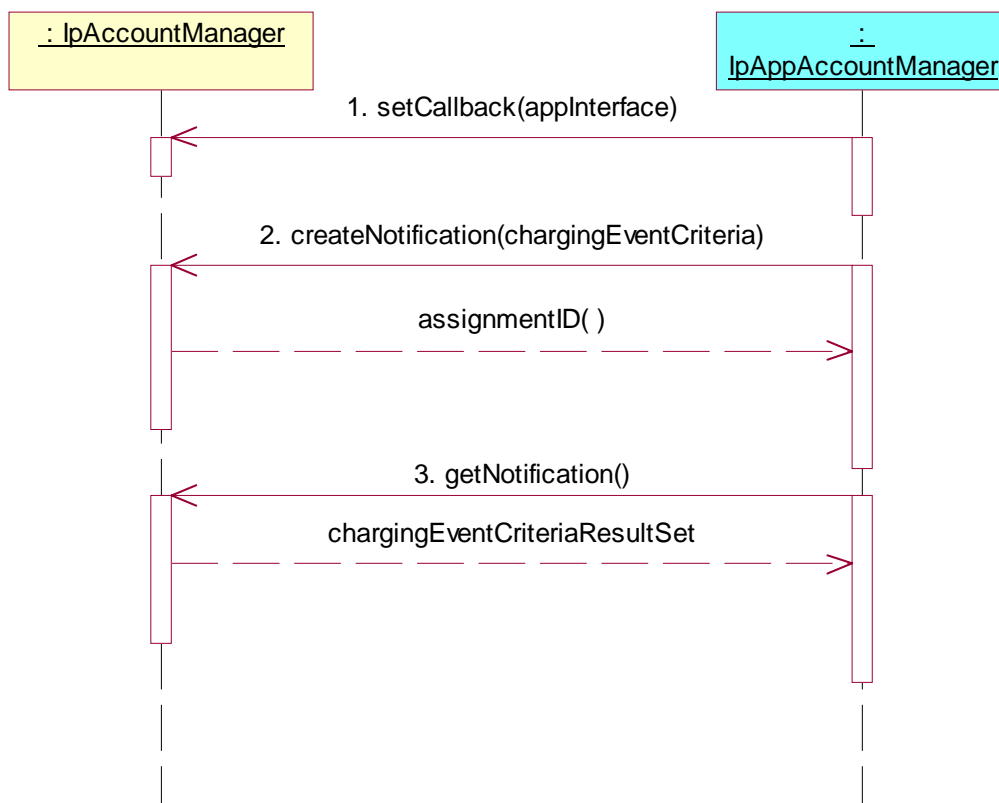 : IpAccountManager
:
IpAppAccountManager
1. setCallback(appInterface)
2. createNotification(chargingEventCriteria)
assignmentID( )
3. getNotification()
chargingEventCriteriaResultSet